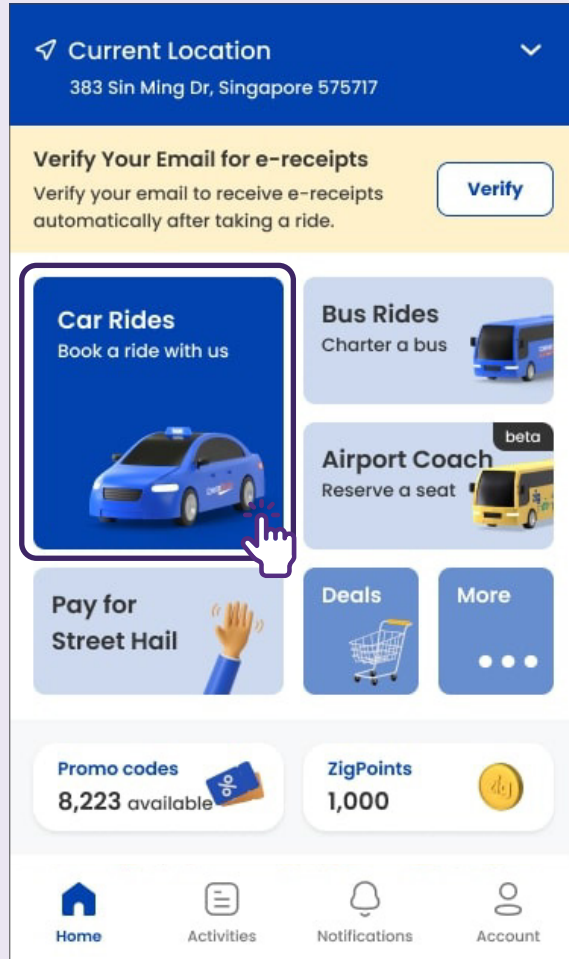 Current Location
383 Sin Ming Dr, Singapore 575717
Verify Your Email for e-receipts
Verify your email to receive e-receipts
automatically after taking a ride.
Verify
Car Rides
Book a ride with us
Bus Rides
Charter a bus
beta
Airport Coach
Reserve a seat
Pay for
Street Hail
Deals
More
Promo codes
8,223 available
%
ZigPoints
1,000
zig
Home
Activities
Notifications
Account